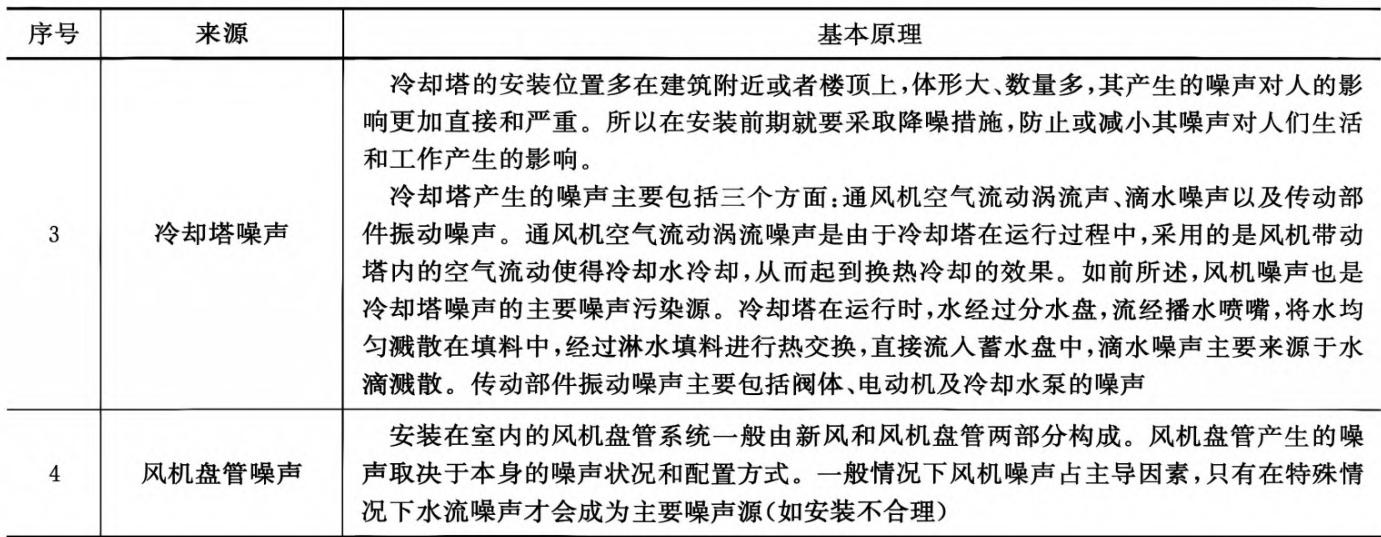 序号 来源 基本原理
冷却塔的安装位置多在建筑附近或者楼顶上,体形大、数量多,其产生的噪声对人的影
响更加直接和严重。所以在安装前期就要采取降噪措施,防止或减小其噪声对人们生活
和工作产生的影响。
冷却塔产生的噪声主要包括三个方面:通风机空气流动涡流声、滴水噪声以及传动部
3 冷却塔噪声 件振动噪声。通风机空气流动涡流噪声是由于冷却塔在运行过程中,采用的是风机带动
塔内的空气流动使得冷却水冷却,从而起到换热冷却的效果。如前所述,风机噪声也是
冷却塔噪声的主要噪声污染源。冷却塔在运行时,水经过分水盘,流经播水喷嘴,将水均
匀溅散在填料中,经过淋水填料进行热交换,直接流入蓄水盘中,滴水噪声主要来源于水
滴溅散。传动部件振动噪声主要包括阀体、电动机及冷却水泵的噪声
安装在室内的风机盘管系统一般由新风和风机盘管两部分构成。风机盘管产生的噪
4 风机盘管噪声 声取决于本身的噪声状况和配置方式。一般情况下风机噪声占主导因素,只有在特殊情
况下水流噪声才会成为主要噪声源(如安装不合理)